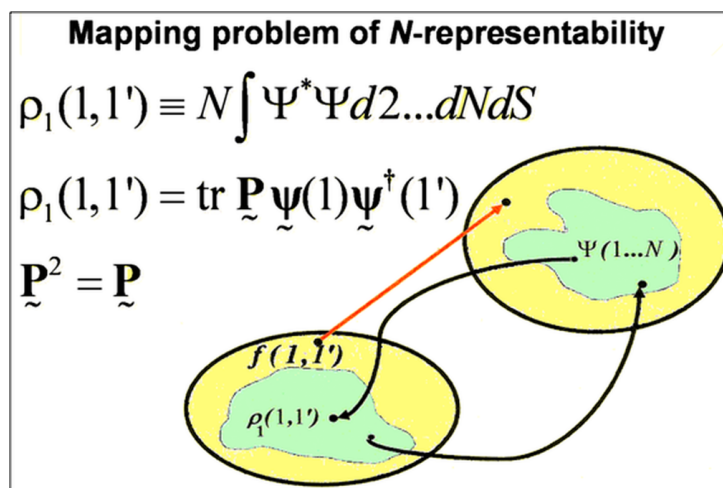 Mapping problem of N-representability
ρ₁(1,1') ≡ N∫Ψ*Ψd2...dNdS
ρ₁(1,1') = tr P̰ ψ̰(1)ψ̰†(1')
P̰² = P̰
Ψ(1...N)
f(1,1')
ρ₁(1,1')